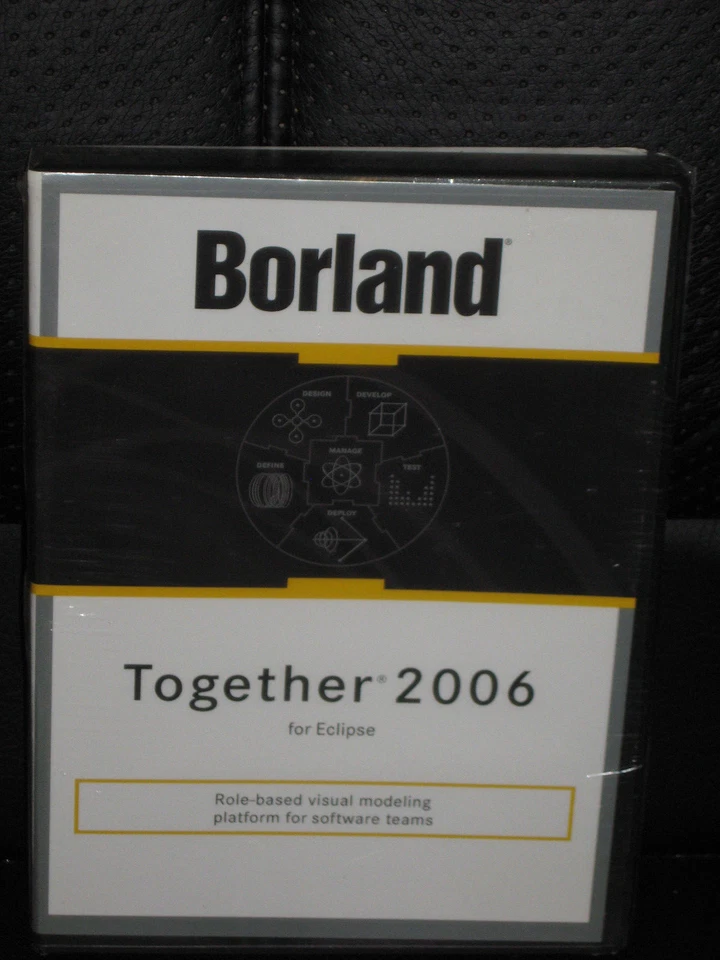 Borland®
DESIGN DEVELOP
MANAGE
DEFINE TEST
DEPLOY
Together® 2006
for Eclipse
Role-based visual modeling
platform for software teams